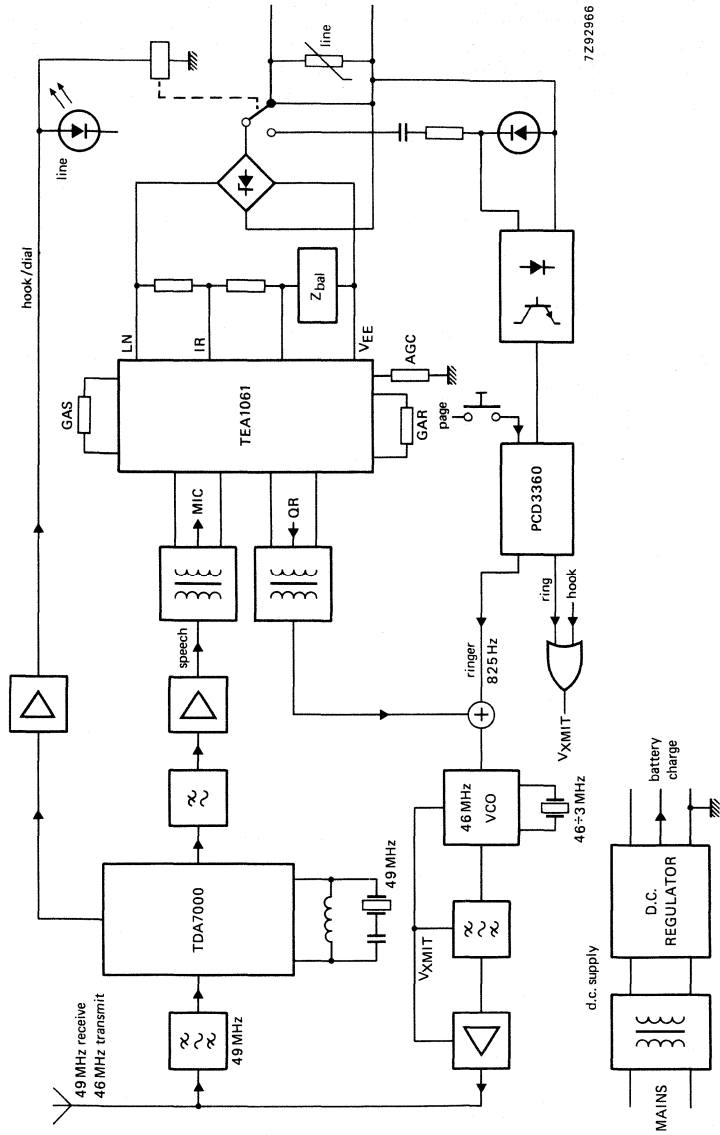 49 MHz receive
46 MHz transmit
49 MHz
TDA7000
49 MHz
hook/dial
line
speech
MIC
QR
GAS
TEA1061
LN
IR
Zbal
VEE
AGC
GAR
line
page
PCD3360
ringer
825 Hz
ring
hook
VXMIT
46 MHz
VCO
46÷3 MHz
VXMIT
d.c. supply
MAINS
D.C.
REGULATOR
battery
charge
7Z92966